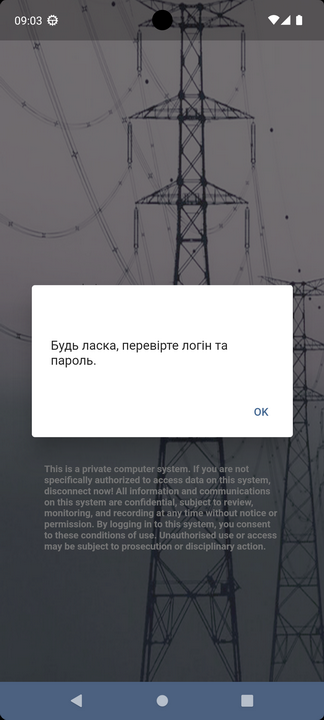 09:03
Будь ласка, перевірте логін та
пароль.
OK
This is a private computer system. If you are not
specifically authorized to access data on this system,
disconnect now! All information and communications
on this system are confidential, subject to review,
monitoring, and recording at any time without notice or
permission. By logging in to this system, you consent
to these conditions of use. Unauthorised use or access
may be subject to prosecution or disciplinary action.